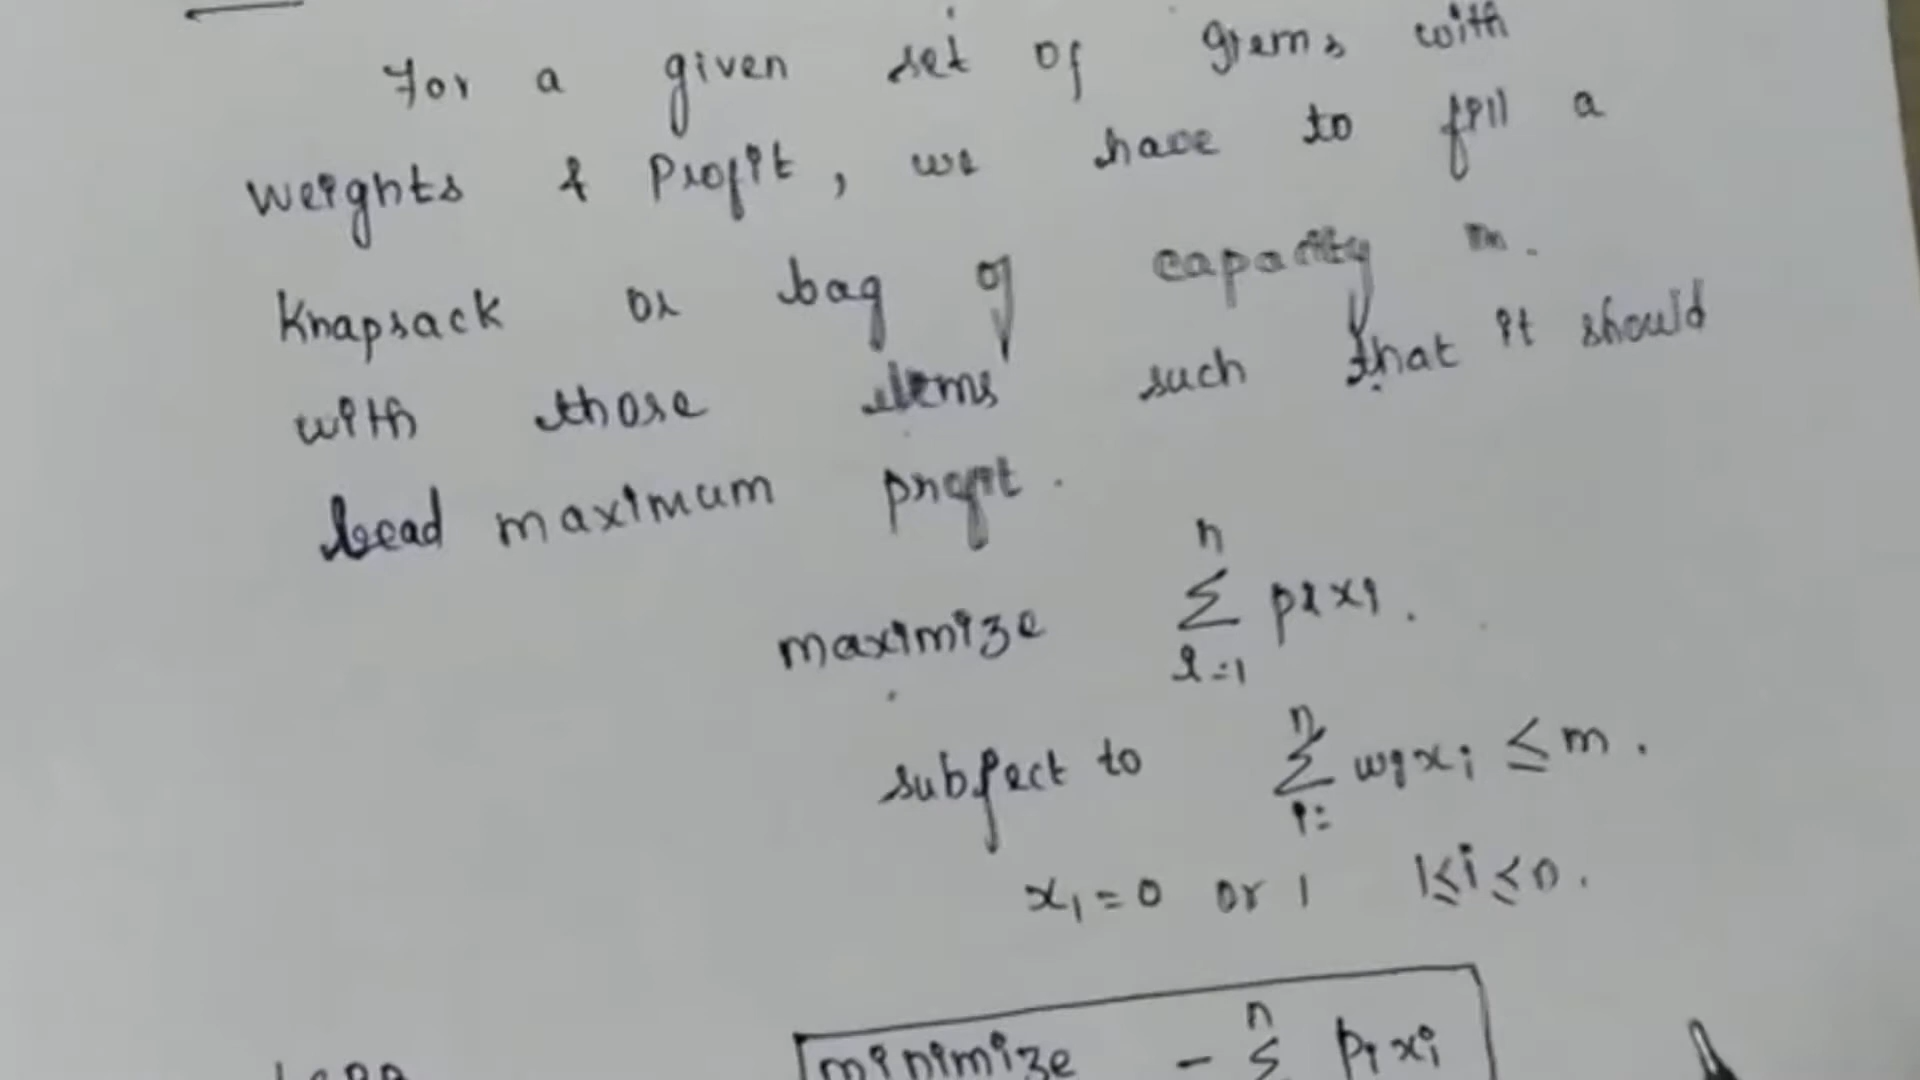 For a given set of items with
weights & Profit, we have to fill a
Knapsack or bag of capacity m.
with those items such that it should
lead maximum profit.
maximize n∑i=1 pixi.
subject to n∑i= wixi ≤ m.
xi = 0 or 1 1≤i≤n.
minimize - n∑ pixi